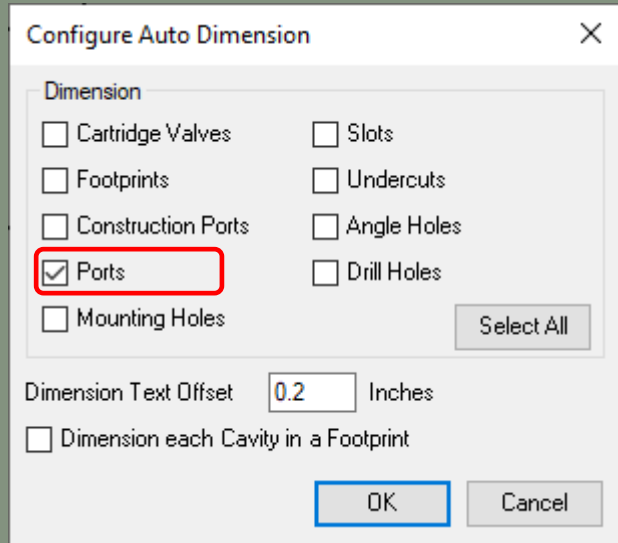 Configure Auto Dimension
Dimension
Cartridge Valves
Slots
Footprints
Undercuts
Construction Ports
Angle Holes
Ports
Drill Holes
Mounting Holes
Select All
Dimension Text Offset 0.2 Inches
Dimension each Cavity in a Footprint
OK
Cancel